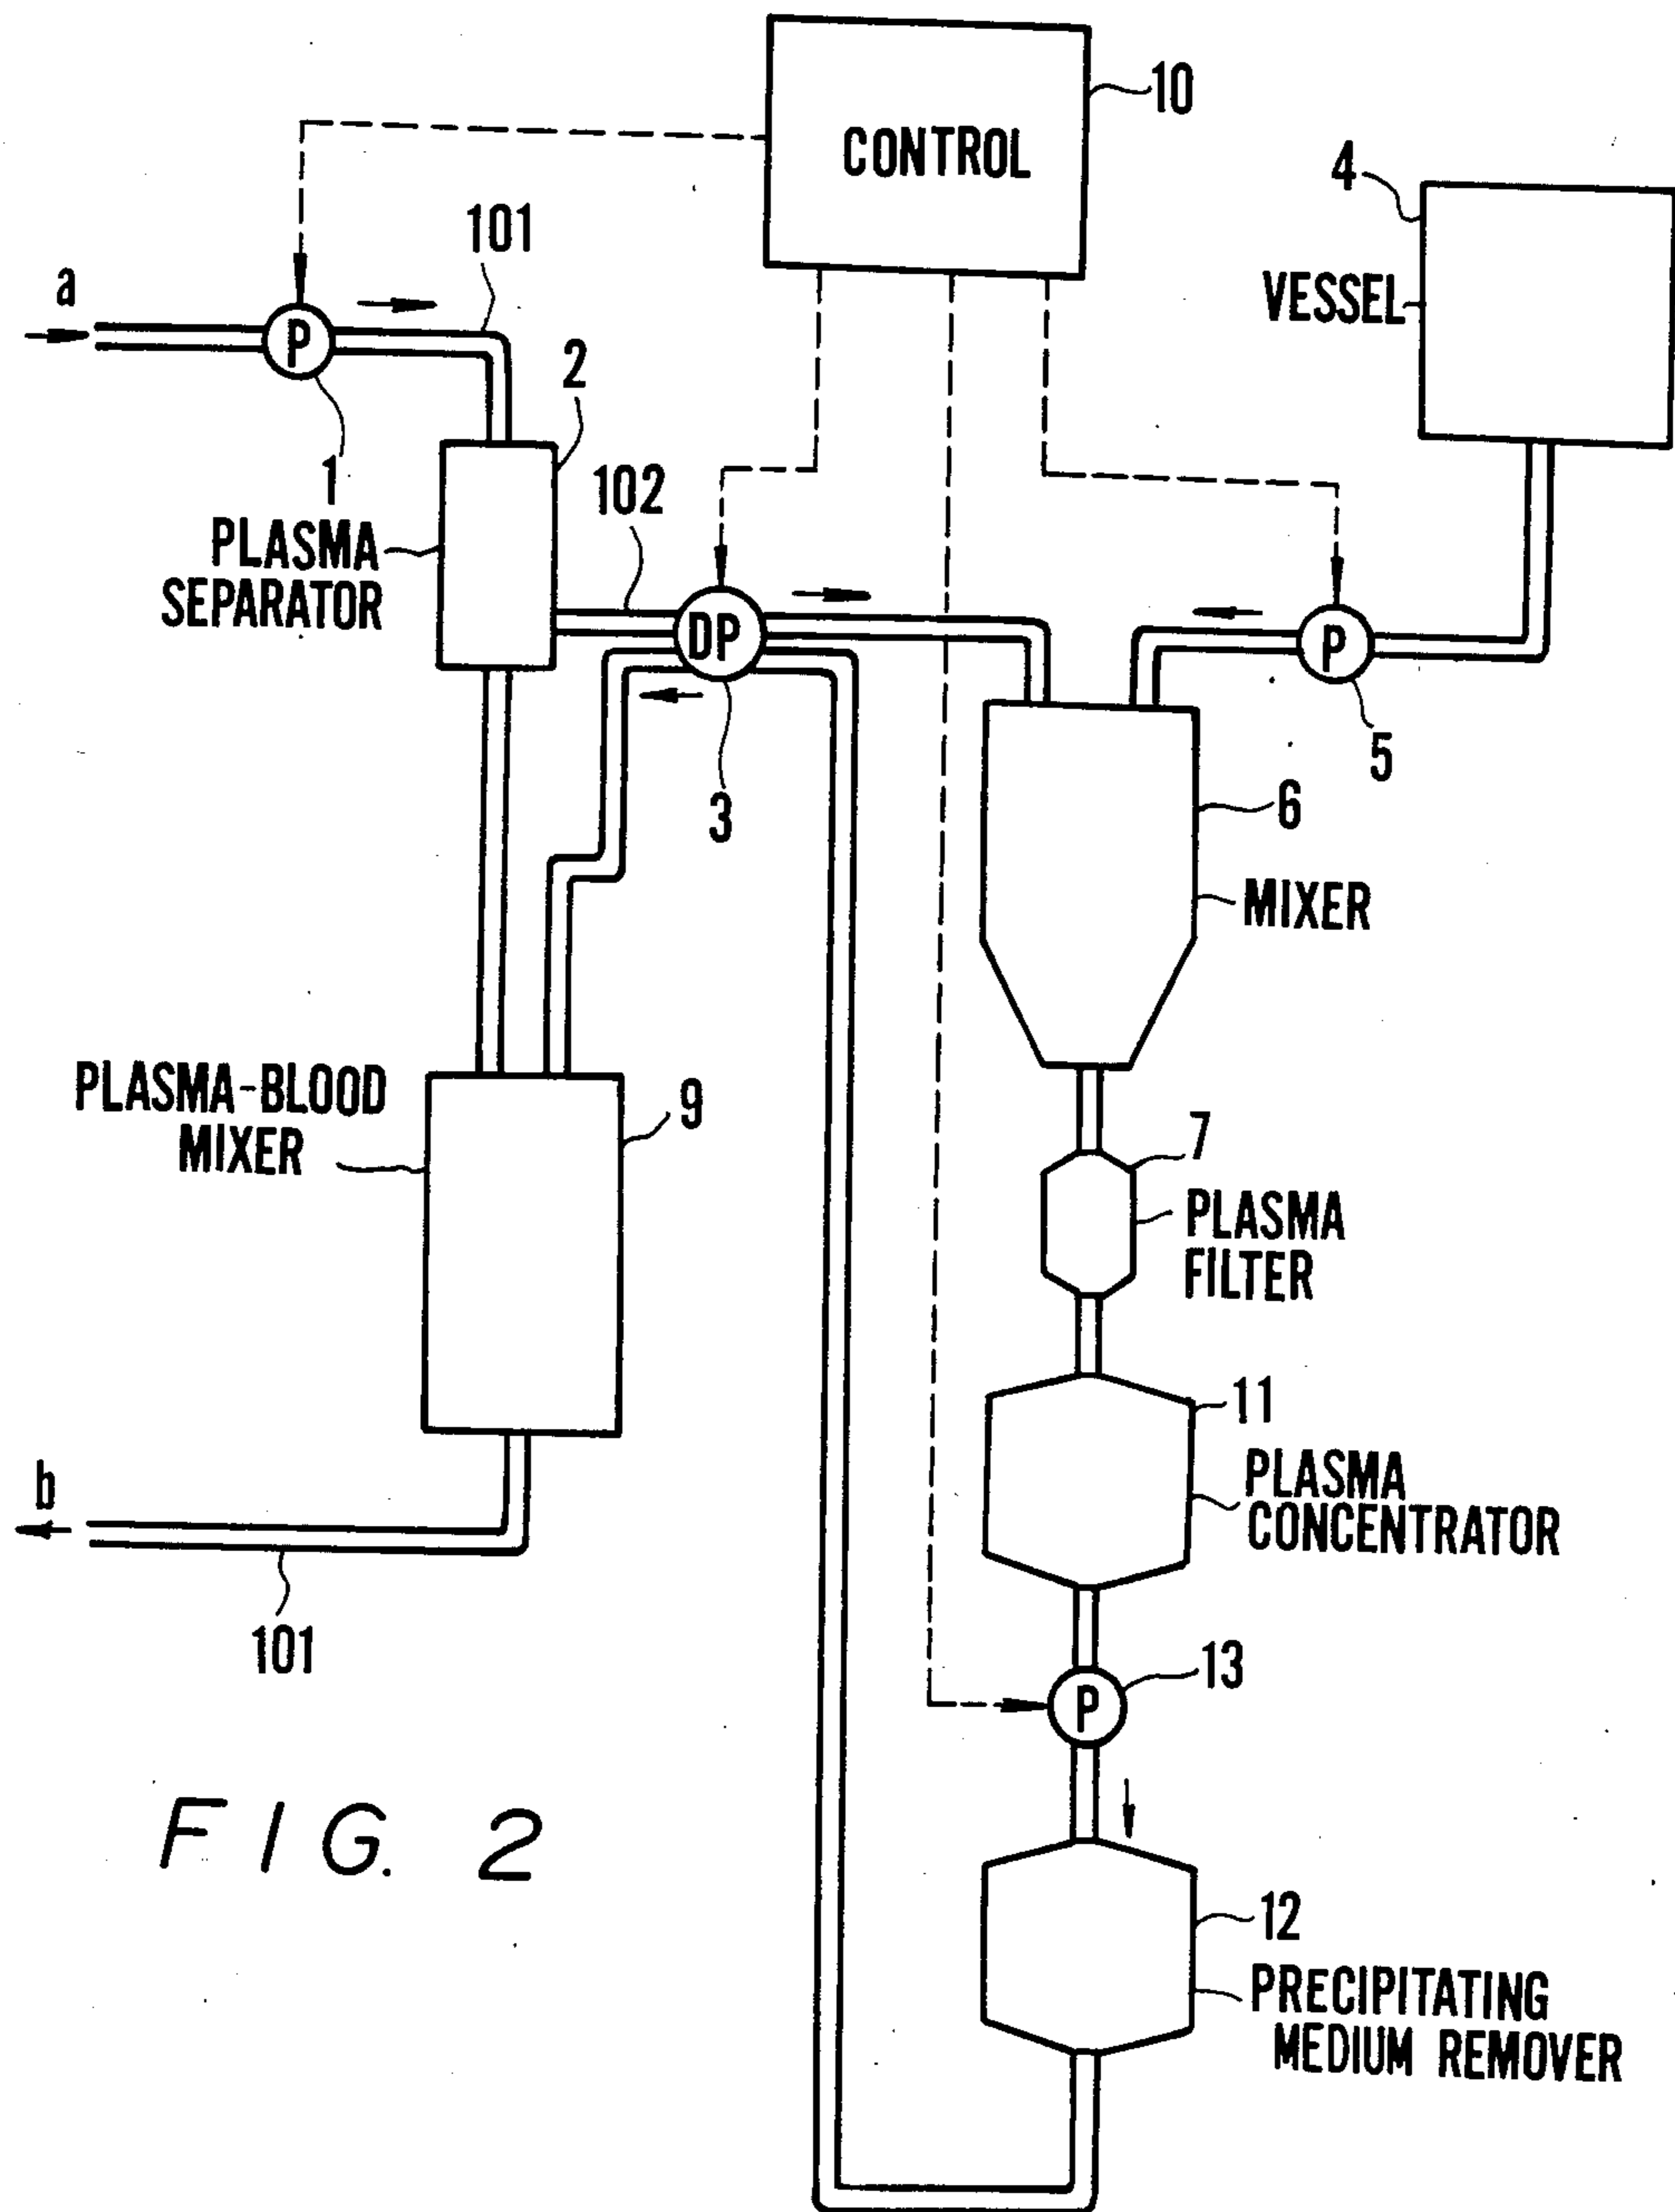 10
CONTROL
4
101
VESSEL
a
P
2
1
102
PLASMA
SEPARATOR
DP
P
3
5
6
MIXER
PLASMA-BLOOD
MIXER
9
7
PLASMA
FILTER
11
b
PLASMA
CONCENTRATOR
101
13
P
FIG. 2
12
PRECIPITATING
MEDIUM REMOVER